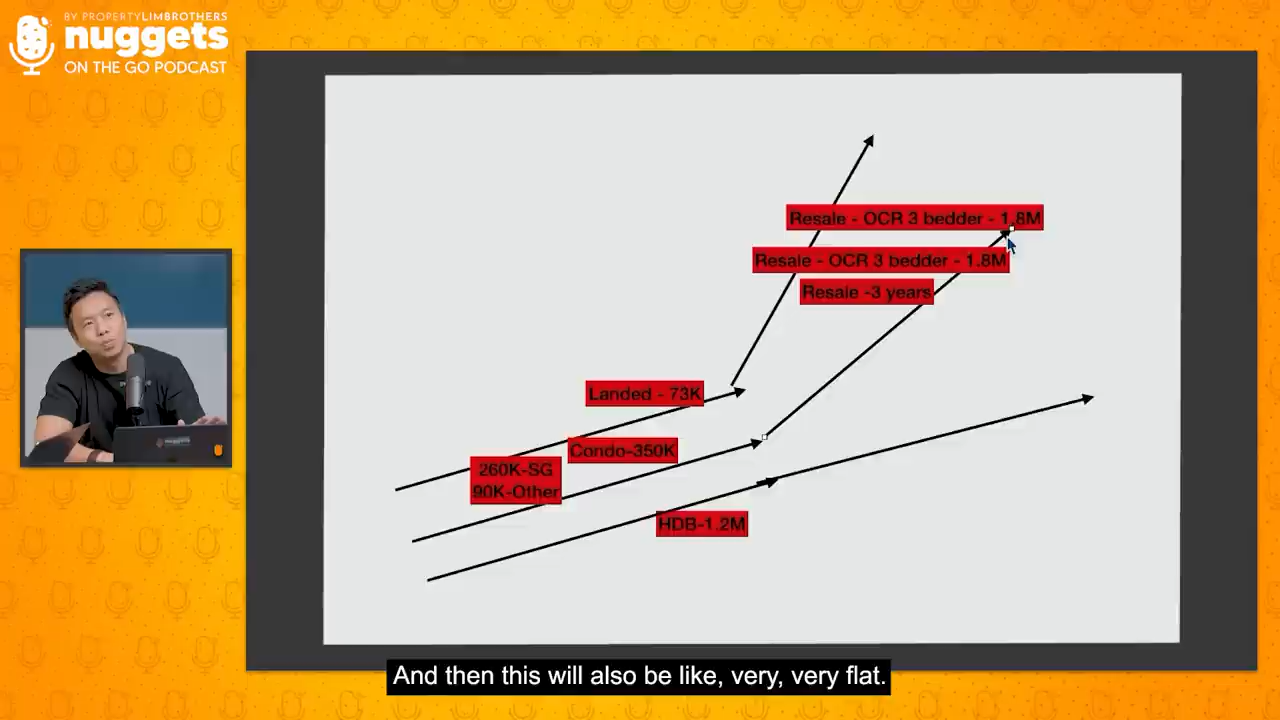 BY PROPERTYLIMBROTHERS
nuggets
ON THE GO PODCAST
Resale - OCR 3 bedder - 1.8M
Resale - OCR 3 bedder - 1.8M
Resale -3 years
Landed - 73K
Condo-350K
260K-SG
90K-Other
HDB-1.2M
And then this will also be like, very, very flat.